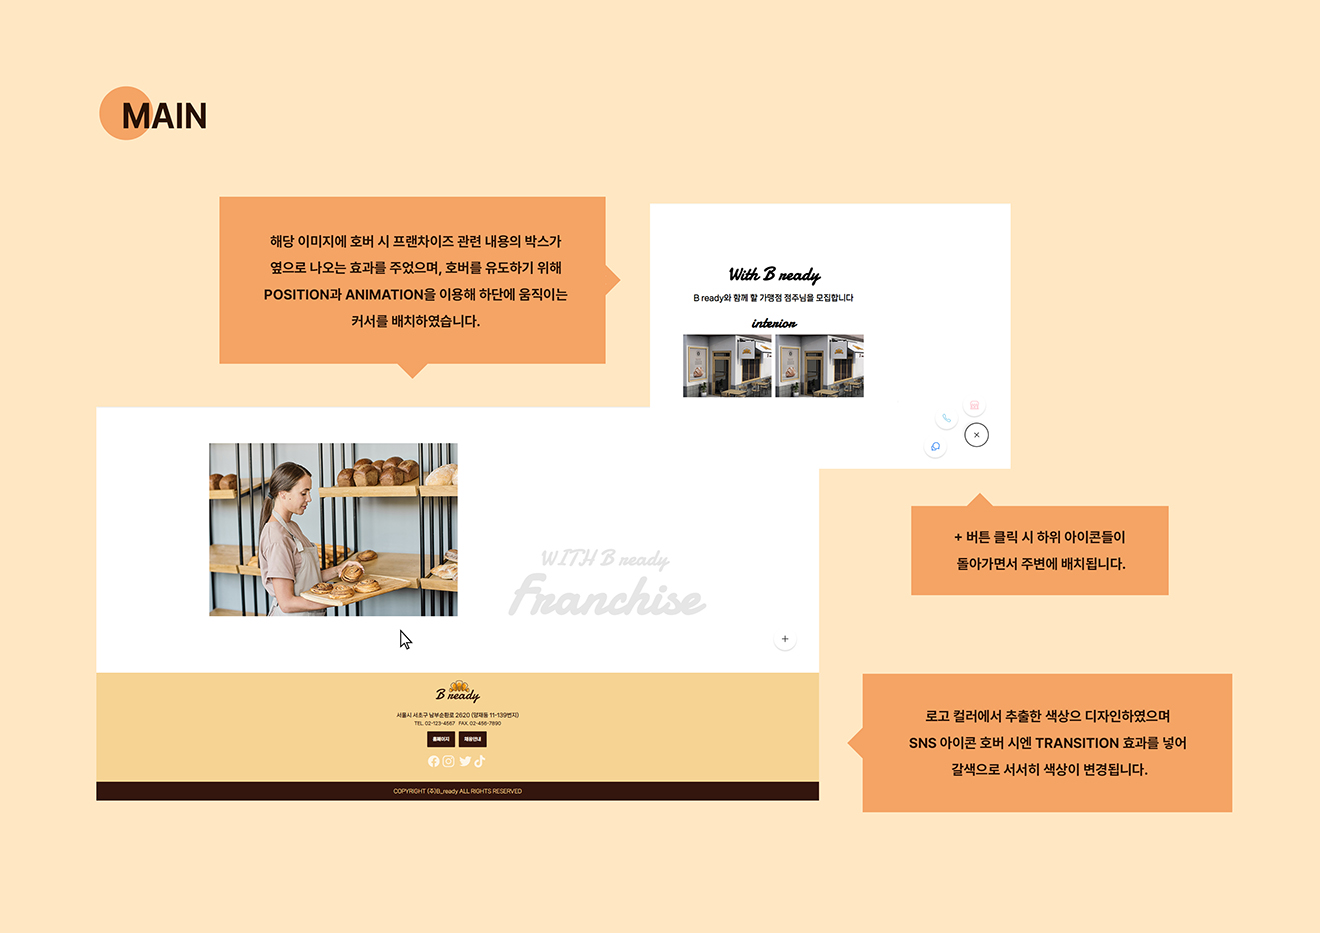 MAIN
해당 이미지에 호버 시 프랜차이즈 관련 내용의 박스가
옆으로 나오는 효과를 주었으며, 호버를 유도하기 위해
POSITION과 ANIMATION을 이용해 하단에 움직이는
커서를 배치하였습니다.
With B ready
B ready와 함께 할 가맹점 점주님을 모집합니다
interior
WITH B ready
Franchise
+ 버튼 클릭 시 하위 아이콘들이
돌아가면서 주변에 배치됩니다.
B ready
서울시 서초구 남부순환로 2620 (양재동 11-139번지)
TEL. 02-123-4567 FAX. 02-456-7890
홈페이지 채용안내
COPYRIGHT (주)B_ready ALL RIGHTS RESERVED
로고 컬러에서 추출한 색상으 디자인하였으며
SNS 아이콘 호버 시엔 TRANSITION 효과를 넣어
갈색으로 서서히 색상이 변경됩니다.